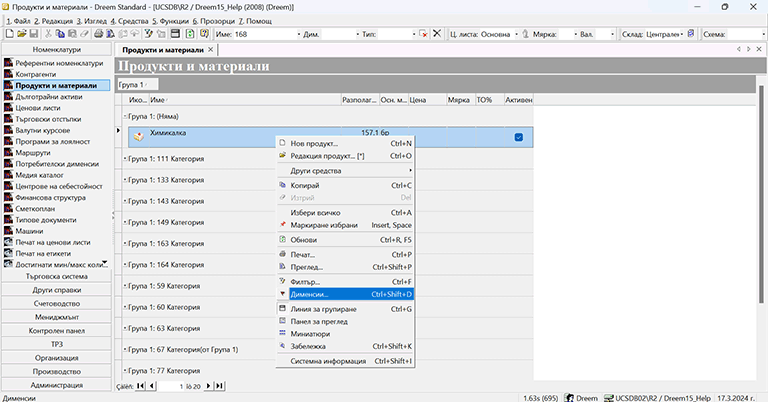 Продукти и материали - Dreem Standard - [UCSDB\R2 / Dreem15_Help (2008) (Dreem)]
1. Файл 2. Редакция 3. Изглед 4. Средства 5. Функции 6. Прозорци 7. Помощ
Име: 168 Дим. Тип: Ц. листа: Основна Мярка: Вал. Склад: Централен Схема:
Номенклатури
Референтни номенклатури
Контрагенти
Продукти и материали
Дълготрайни активи
Ценови листи
Търговски отстъпки
Валутни курсове
Програми за лоялност
Маршрути
Потребителски дименсии
Медия каталог
Центрове на себестойност
Финансова структура
Сметкоплан
Типове документи
Машини
Печат на ценови листи
Печат на етикети
Достигнати мин/макс коли...
Търговска система
Други справки
Счетоводство
Мениджмънт
Контролен панел
ТРЗ
Организация
Производство
Администрация
Продукти и материали
Продукти и материали
Група 1
Ико... Име Разполаг... Осн. м... Цена Мярка ТО% Активен
Група 1: (Няма)
Химикалка 157.1 бр
Група 1: 111 Категория
Група 1: 133 Категория
Група 1: 143 Категория
Група 1: 149 Категория
Група 1: 163 Категория
Група 1: 164 Категория
Група 1: 59 Категория
Група 1: 60 Категория
Група 1: 63 Категория
Група 1: 67 Категория(от Група 1)
Група 1: 77 Категория
Нов продукт... Ctrl+N
Редакция продукт... [*] Ctrl+O
Други средства
Копирай Ctrl+C
Изтрий Del
Избери всичко Ctrl+A
Маркиране избрани Insert, Space
Обнови Ctrl+R, F5
Печат... Ctrl+P
Преглед... Ctrl+Shift+P
Филтър... Ctrl+F
Дименсии... Ctrl+Shift+D
Линия за групиране Ctrl+G
Панел за преглед
Миниатюри
Забележка Ctrl+Shift+K
Системна информация Ctrl+Shift+I
1 îò 20
Дименсии 1.63s (695) Dreem UCSDB02\R2 / Dreem15_Help 17.3.2024 г.